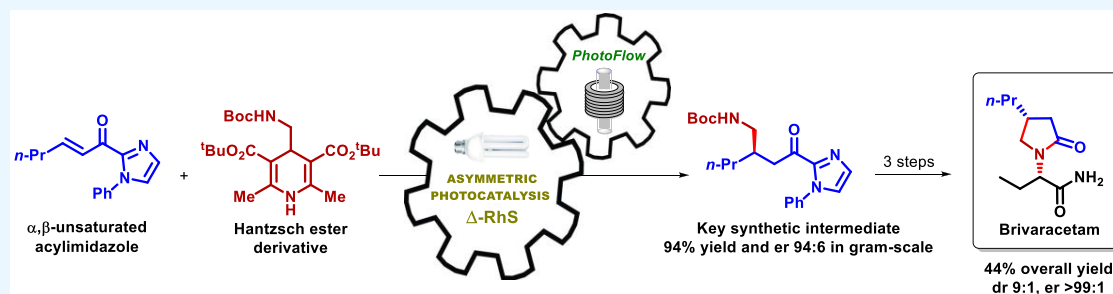 n-Pr
O
N
N
Ph
α,β-unsaturated
acylimidazole
+
BocHN
tBuO2C
CO2tBu
Me
N
H
Me
Hantzsch ester
derivative
PhotoFlow
ASYMMETRIC
PHOTOCATALYSIS
Δ-RhS
BocHN
O
n-Pr
N
N
Ph
Key synthetic intermediate
94% yield and er 94:6 in gram-scale
3 steps
n-Pr
N
O
NH2
O
Brivaracetam
44% overall yield
dr 9:1, er >99:1